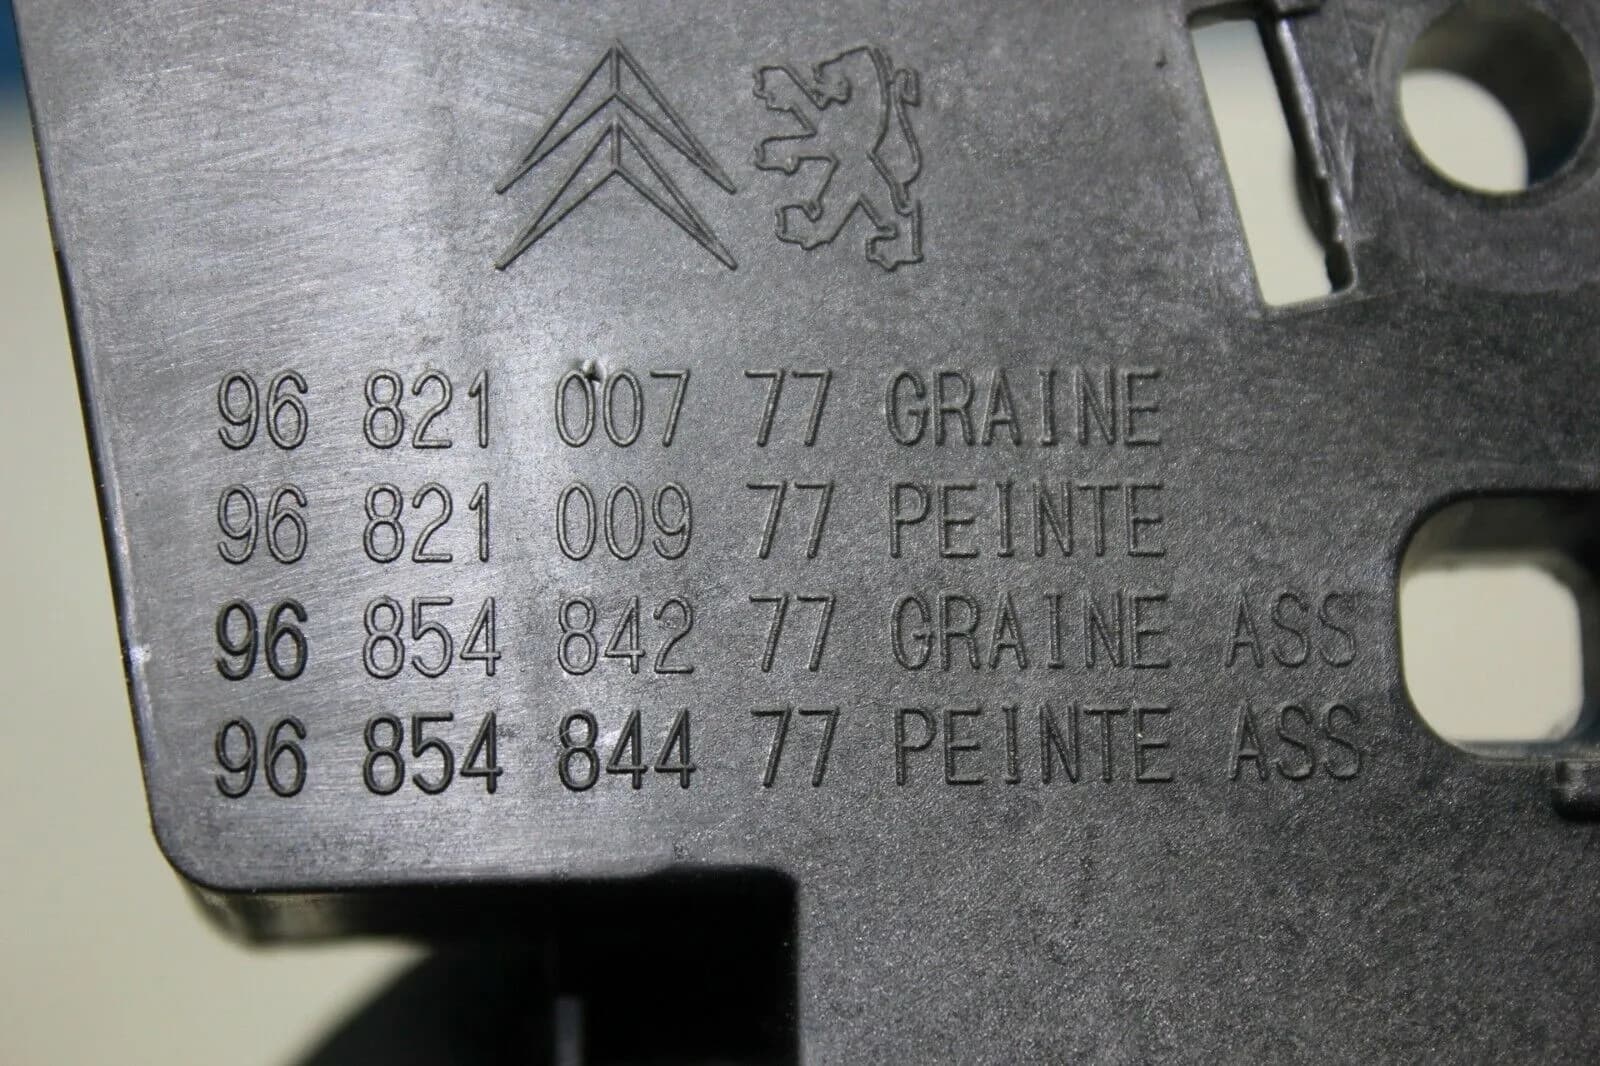 96 821 007 77 GRAINE
96 821 009 77 PEINTE
96 854 842 77 GRAINE ASS
96 854 844 77 PEINTE ASS